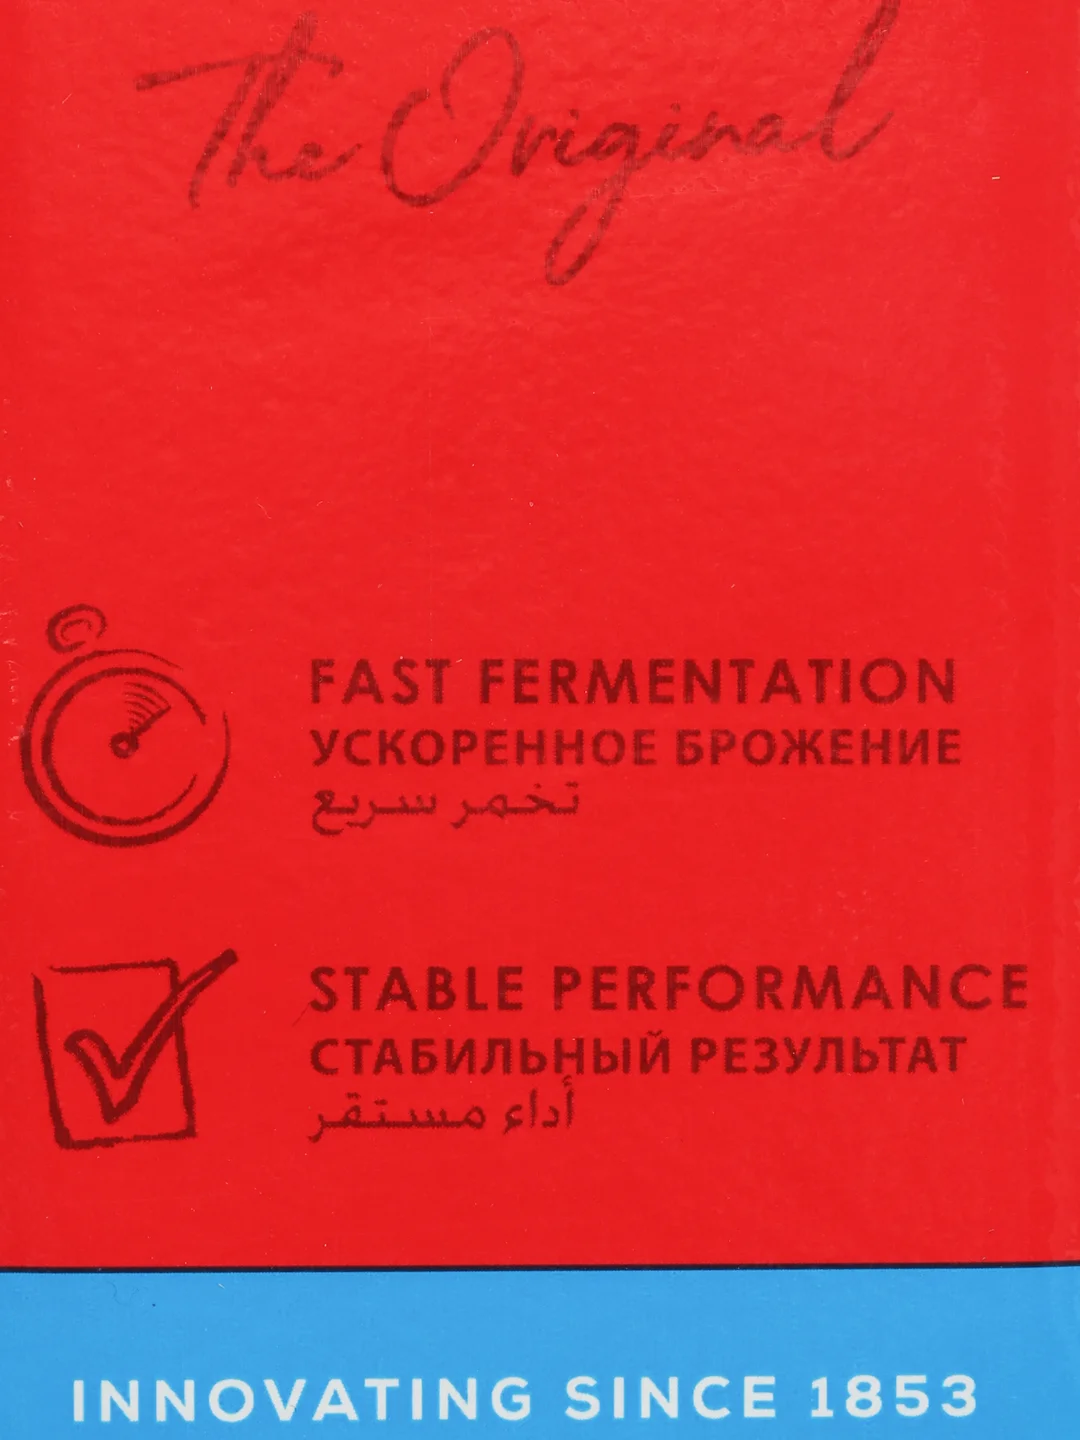 The Original
FAST FERMENTATION
УСКОРЕННОЕ БРОЖЕНИЕ
تخمر سريع
STABLE PERFORMANCE
СТАБИЛЬНЫЙ РЕЗУЛЬТАТ
أداء مستقر
INNOVATING SINCE 1853